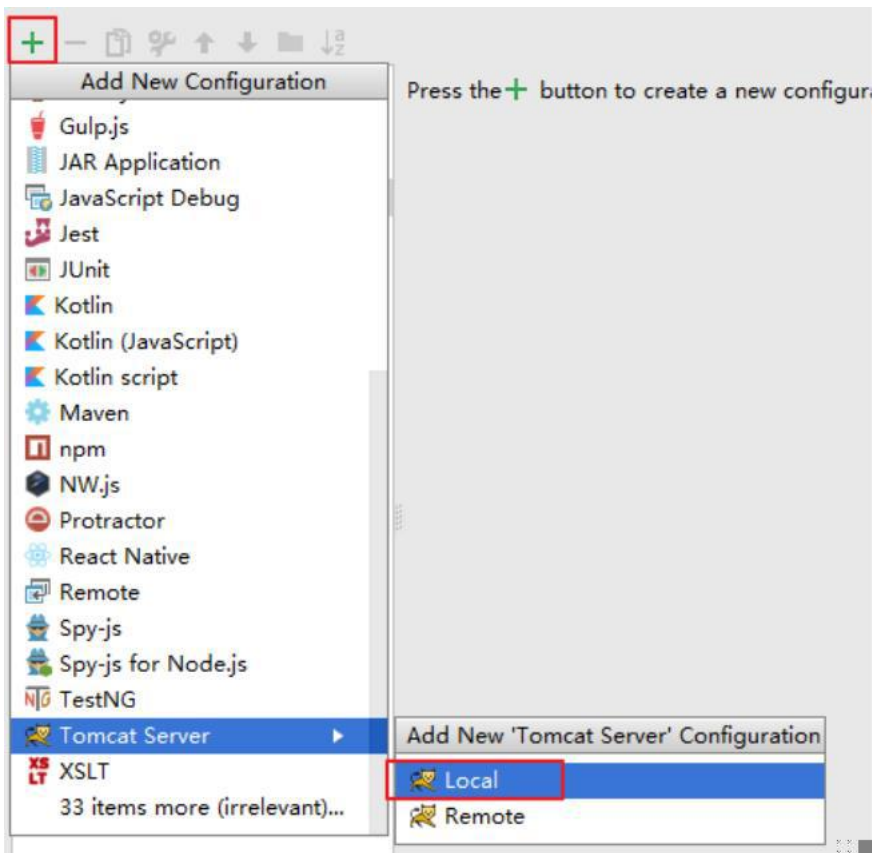 Add New Configuration
Press the + button to create a new configur
Gulp.js
JAR Application
JavaScript Debug
Jest
JUnit
Kotlin
Kotlin (JavaScript)
Kotlin script
Maven
npm
NW.js
Protractor
React Native
Remote
Spy-js
Spy-js for Node.js
TestNG
Tomcat Server
XSLT
33 items more (irrelevant)...
Add New 'Tomcat Server' Configuration
Local
Remote